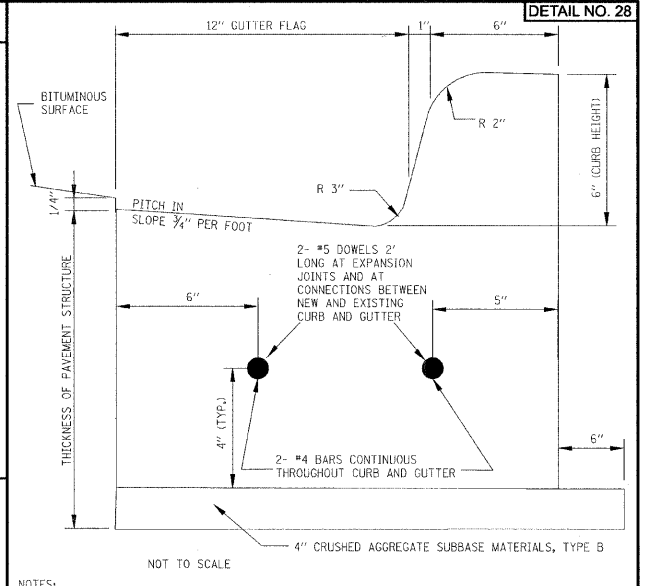 DETAIL NO. 28
12" GUTTER FLAG
1"
6"
BITUMINOUS
SURFACE
R 2"
6" (CURB HEIGHT)
R 3"
1/4"
PITCH IN
SLOPE 3/4" PER FOOT
2- #5 DOWELS 2'
LONG AT EXPANSION
JOINTS AND AT
CONNECTIONS BETWEEN
NEW AND EXISTING
CURB AND GUTTER
6"
5"
THICKNESS OF PAVEMENT STRUCTURE
4" (TYP.)
6"
2- #4 BARS CONTINUOUS
THROUGHOUT CURB AND GUTTER
4" CRUSHED AGGREGATE SUBBASE MATERIALS, TYPE B
NOT TO SCALE
NOTES: